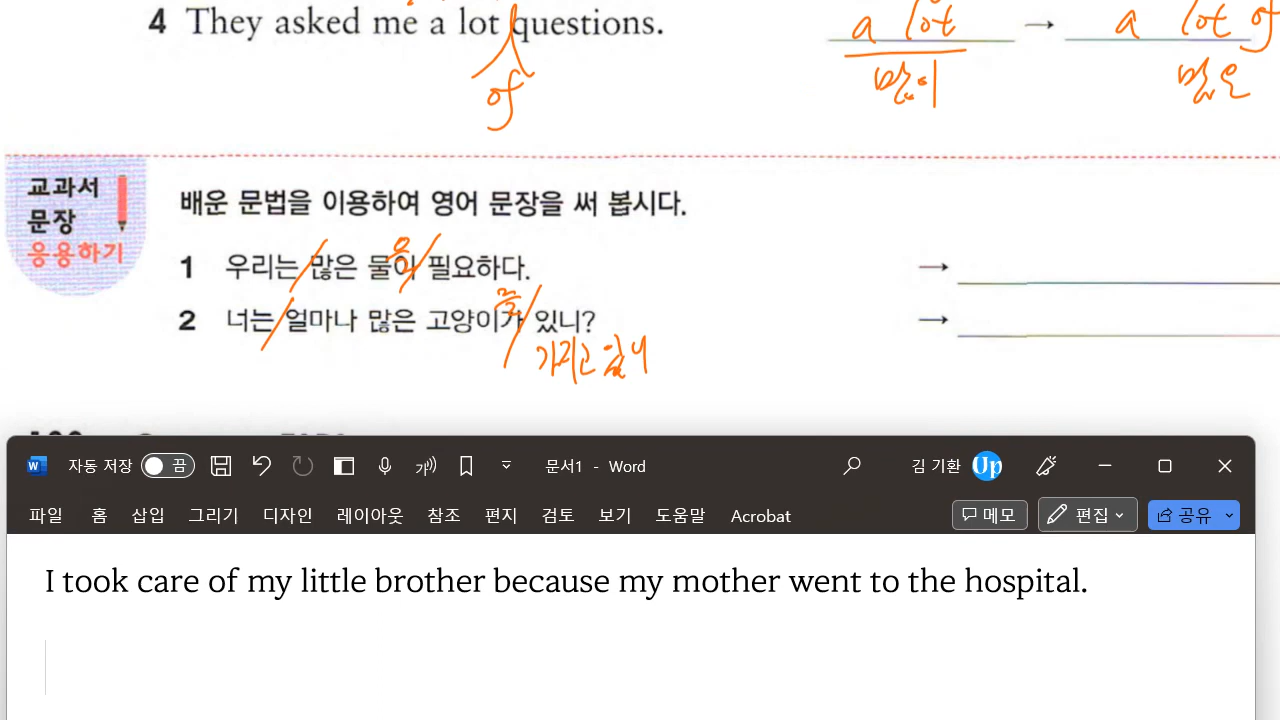 4 They asked me a lot questions.
of
a lot → a lot of
많이 많은
교과서
문장
응용하기
배운 문법을 이용하여 영어 문장을 써 봅시다.
1 우리는 많은 물이 필요하다. →
을
2 너는 얼마나 많은 고양이가 있니? →
를
가지고 있니
자동 저장 끔 가)) 문서1 - Word 김 기환 Up
파일 홈 삽입 그리기 디자인 레이아웃 참조 편지 검토 보기 도움말 Acrobat 메모 편집 공유
I took care of my little brother because my mother went to the hospital.